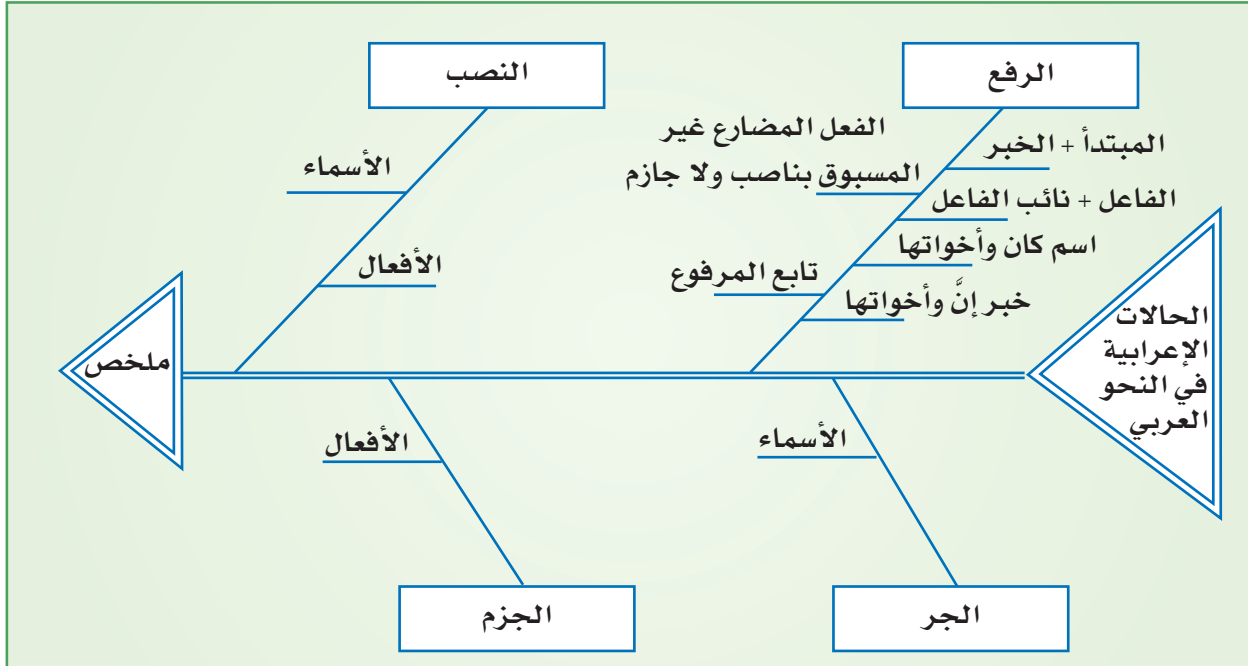 الحالات
الإعرابية
في النحو
العربي
الرفع
المبتدأ + الخبر
الفاعل + نائب الفاعل
اسم كان وأخواتها
خبر إنَّ وأخواتها
الفعل المضارع غير
المسبوق بناصب ولا جازم
تابع المرفوع
النصب
الأسماء
الأفعال
الجر
الأسماء
الجزم
الأفعال
ملخص